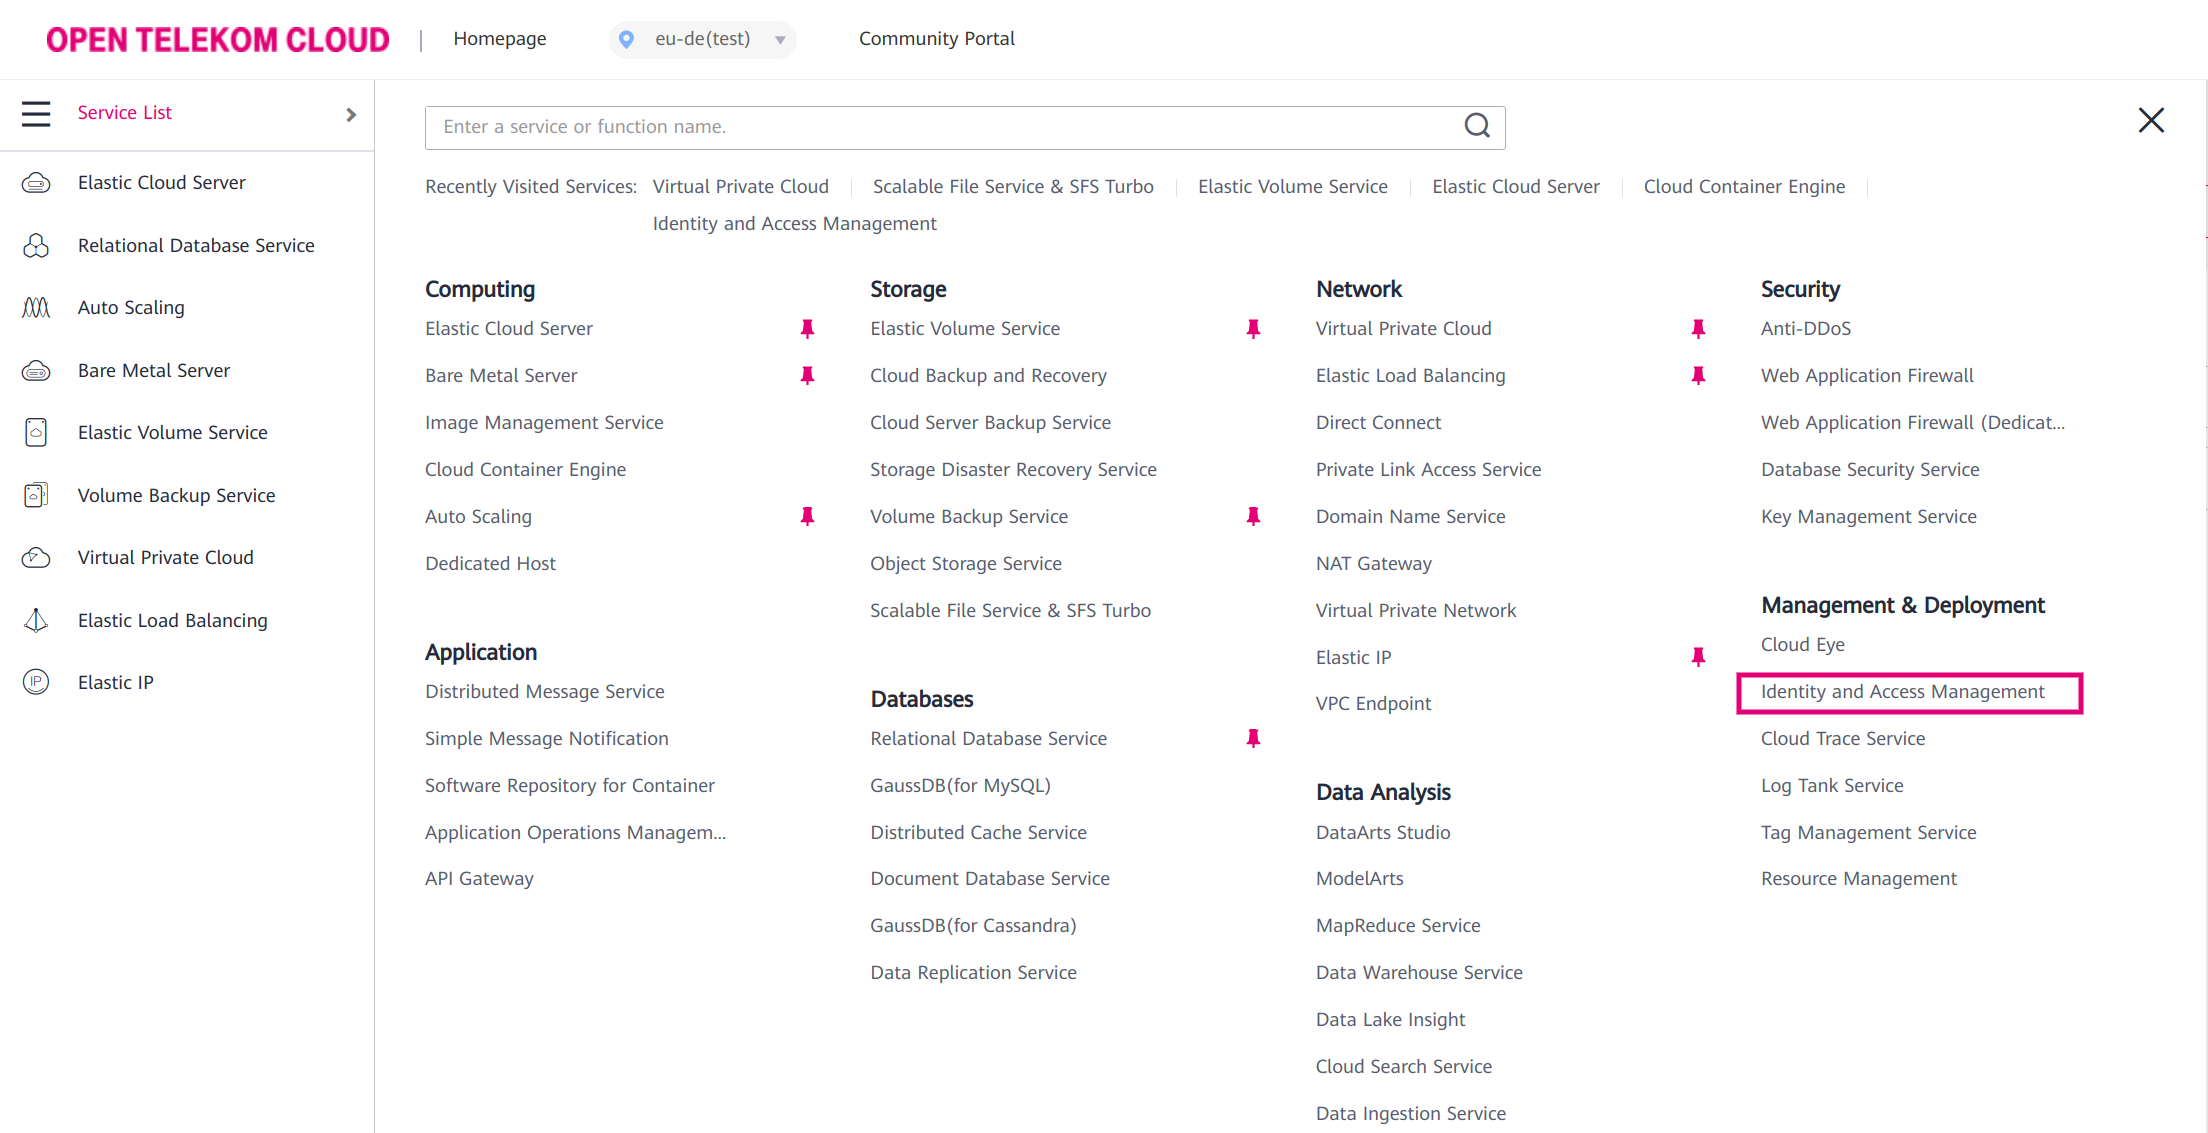 OPEN TELEKOM CLOUD | Homepage eu-de(test) Community Portal
Service List
Elastic Cloud Server
Relational Database Service
Auto Scaling
Bare Metal Server
Elastic Volume Service
Volume Backup Service
Virtual Private Cloud
Elastic Load Balancing
IP Elastic IP
Enter a service or function name.
Recently Visited Services: Virtual Private Cloud Scalable File Service & SFS Turbo Elastic Volume Service Elastic Cloud Server Cloud Container Engine
Identity and Access Management
Computing
Elastic Cloud Server
Bare Metal Server
Image Management Service
Cloud Container Engine
Auto Scaling
Dedicated Host
Application
Distributed Message Service
Simple Message Notification
Software Repository for Container
Application Operations Managem...
API Gateway
Storage
Elastic Volume Service
Cloud Backup and Recovery
Cloud Server Backup Service
Storage Disaster Recovery Service
Volume Backup Service
Object Storage Service
Scalable File Service & SFS Turbo
Databases
Relational Database Service
GaussDB(for MySQL)
Distributed Cache Service
Document Database Service
GaussDB(for Cassandra)
Data Replication Service
Network
Virtual Private Cloud
Elastic Load Balancing
Direct Connect
Private Link Access Service
Domain Name Service
NAT Gateway
Virtual Private Network
Elastic IP
VPC Endpoint
Data Analysis
DataArts Studio
ModelArts
MapReduce Service
Data Warehouse Service
Data Lake Insight
Cloud Search Service
Data Ingestion Service
Security
Anti-DDoS
Web Application Firewall
Web Application Firewall (Dedicat...
Database Security Service
Key Management Service
Management & Deployment
Cloud Eye
Identity and Access Management
Cloud Trace Service
Log Tank Service
Tag Management Service
Resource Management